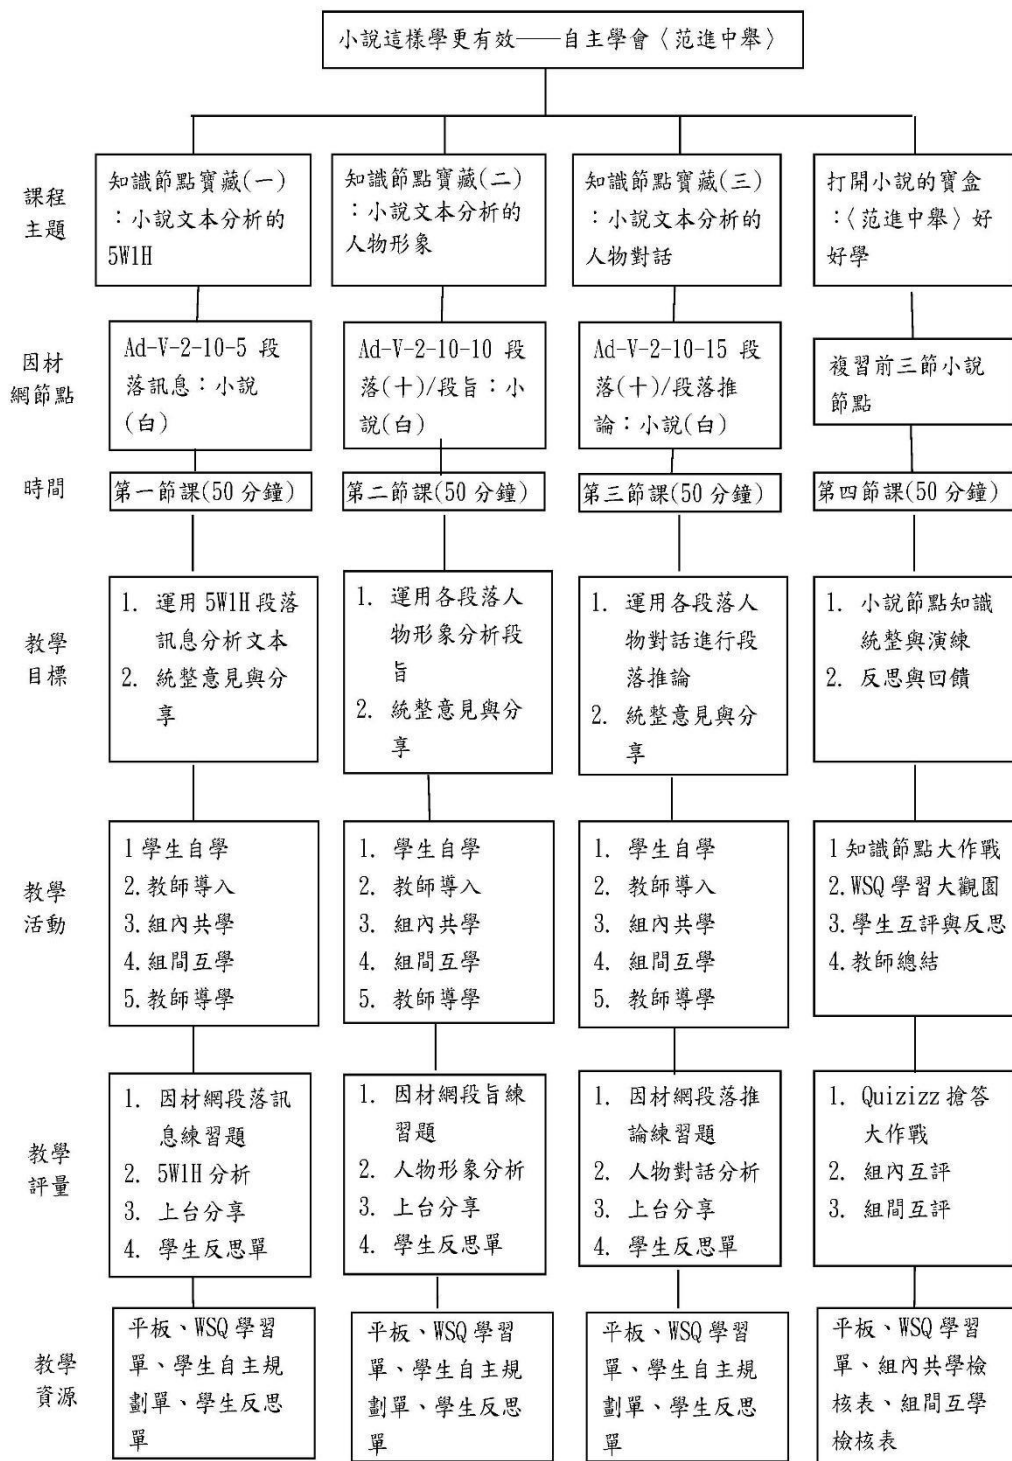 小說這樣學更有效──自主學會〈范進中舉〉
課程
主題
知識節點寶藏(一)
：小說文本分析的
5W1H
知識節點寶藏(二)
：小說文本分析的
人物形象
知識節點寶藏(三)
：小說文本分析的
人物對話
打開小說的寶盒
：〈范進中舉〉好
好學
因材
網節點
Ad-V-2-10-5 段
落訊息：小說
(白)
Ad-V-2-10-10 段
落(十)/段旨：小
說(白)
Ad-V-2-10-15 段
落(十)/段落推
論：小說(白)
複習前三節小說
節點
時間
第一節課(50 分鐘)
第二節課(50 分鐘)
第三節課(50 分鐘)
第四節課(50 分鐘)
教學
目標
1. 運用 5W1H 段落
訊息分析文本
2. 統整意見與分
享
1. 運用各段落人
物形象分析段
旨
2. 統整意見與分
享
1. 運用各段落人
物對話進行段
落推論
2. 統整意見與分
享
1. 小說節點知識
統整與演練
2. 反思與回饋
教學
活動
1 學生自學
2.教師導入
3.組內共學
4.組間互學
5.教師導學
1. 學生自學
2. 教師導入
3. 組內共學
4. 組間互學
5. 教師導學
1. 學生自學
2. 教師導入
3. 組內共學
4. 組間互學
5. 教師導學
1 知識節點大作戰
2.WSQ 學習大觀園
3.學生互評與反思
4.教師總結
教學
評量
1. 因材網段落訊
息練習題
2. 5W1H 分析
3. 上台分享
4. 學生反思單
1. 因材網段旨練
習題
2. 人物形象分析
3. 上台分享
4. 學生反思單
1. 因材網段落推
論練習題
2. 人物對話分析
3. 上台分享
4. 學生反思單
1. Quizizz 搶答
大作戰
2. 組內互評
3. 組間互評
教學
資源
平板、WSQ 學習
單、學生自主規
劃單、學生反思
單
平板、WSQ 學習
單、學生自主規
劃單、學生反思
單
平板、WSQ 學習
單、學生自主規
劃單、學生反思
單
平板、WSQ 學習
單、組內共學檢
核表、組間互學
檢核表